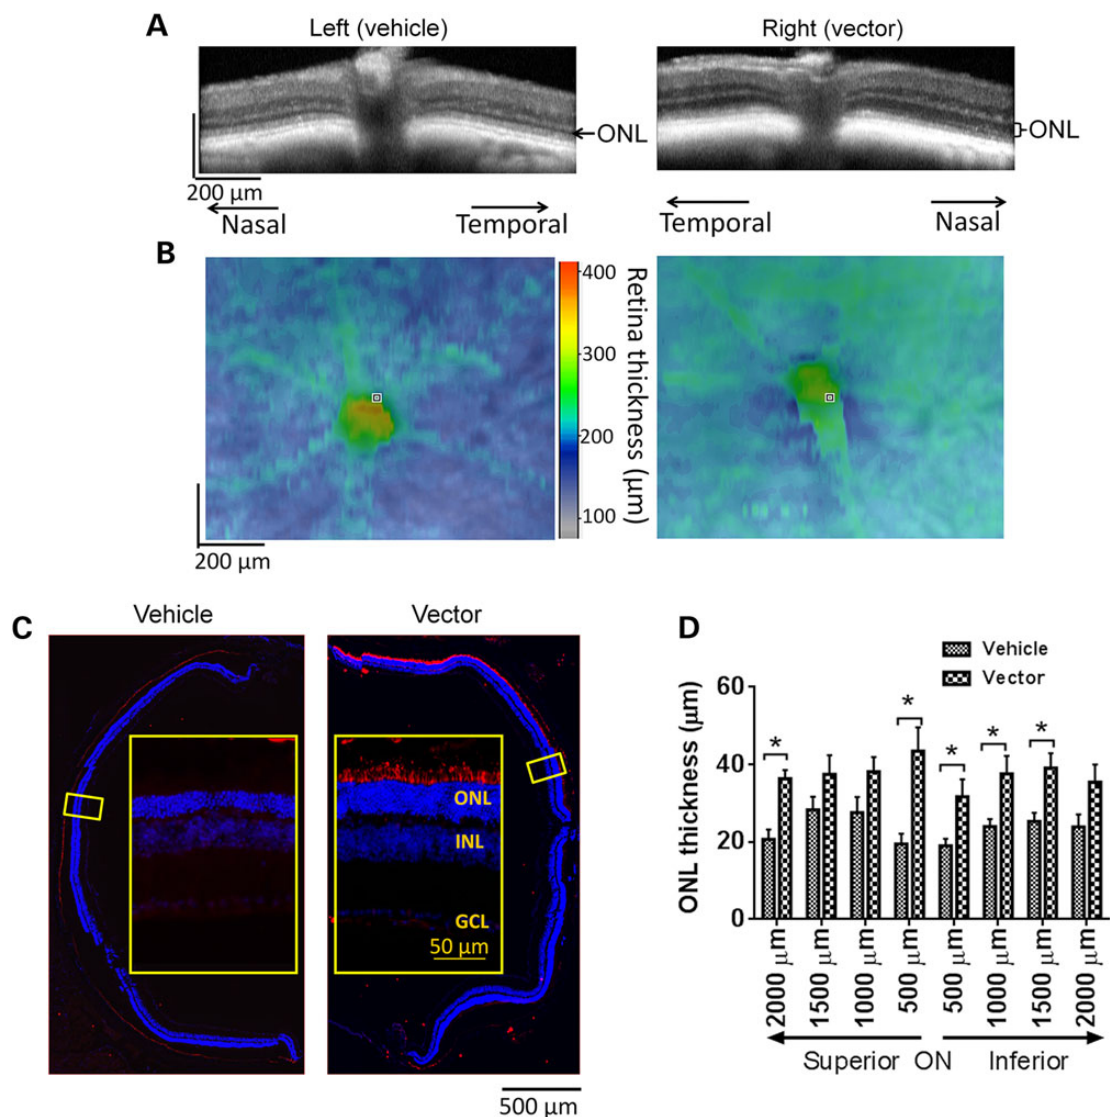 A
Left (vehicle)
Right (vector)
ONL
ONL
200 µm
Nasal
Temporal
Temporal
Nasal
B
400
300
200
100
Retina thickness (µm)
200 µm
C
Vehicle
Vector
ONL
INL
GCL
50 µm
500 µm
D
Vehicle
Vector
ONL thickness (µm)
60
40
20
0
* * * * *
2000 µm
1500 µm
1000 µm
500 µm
500 µm
1000 µm
1500 µm
2000 µm
Superior ON Inferior